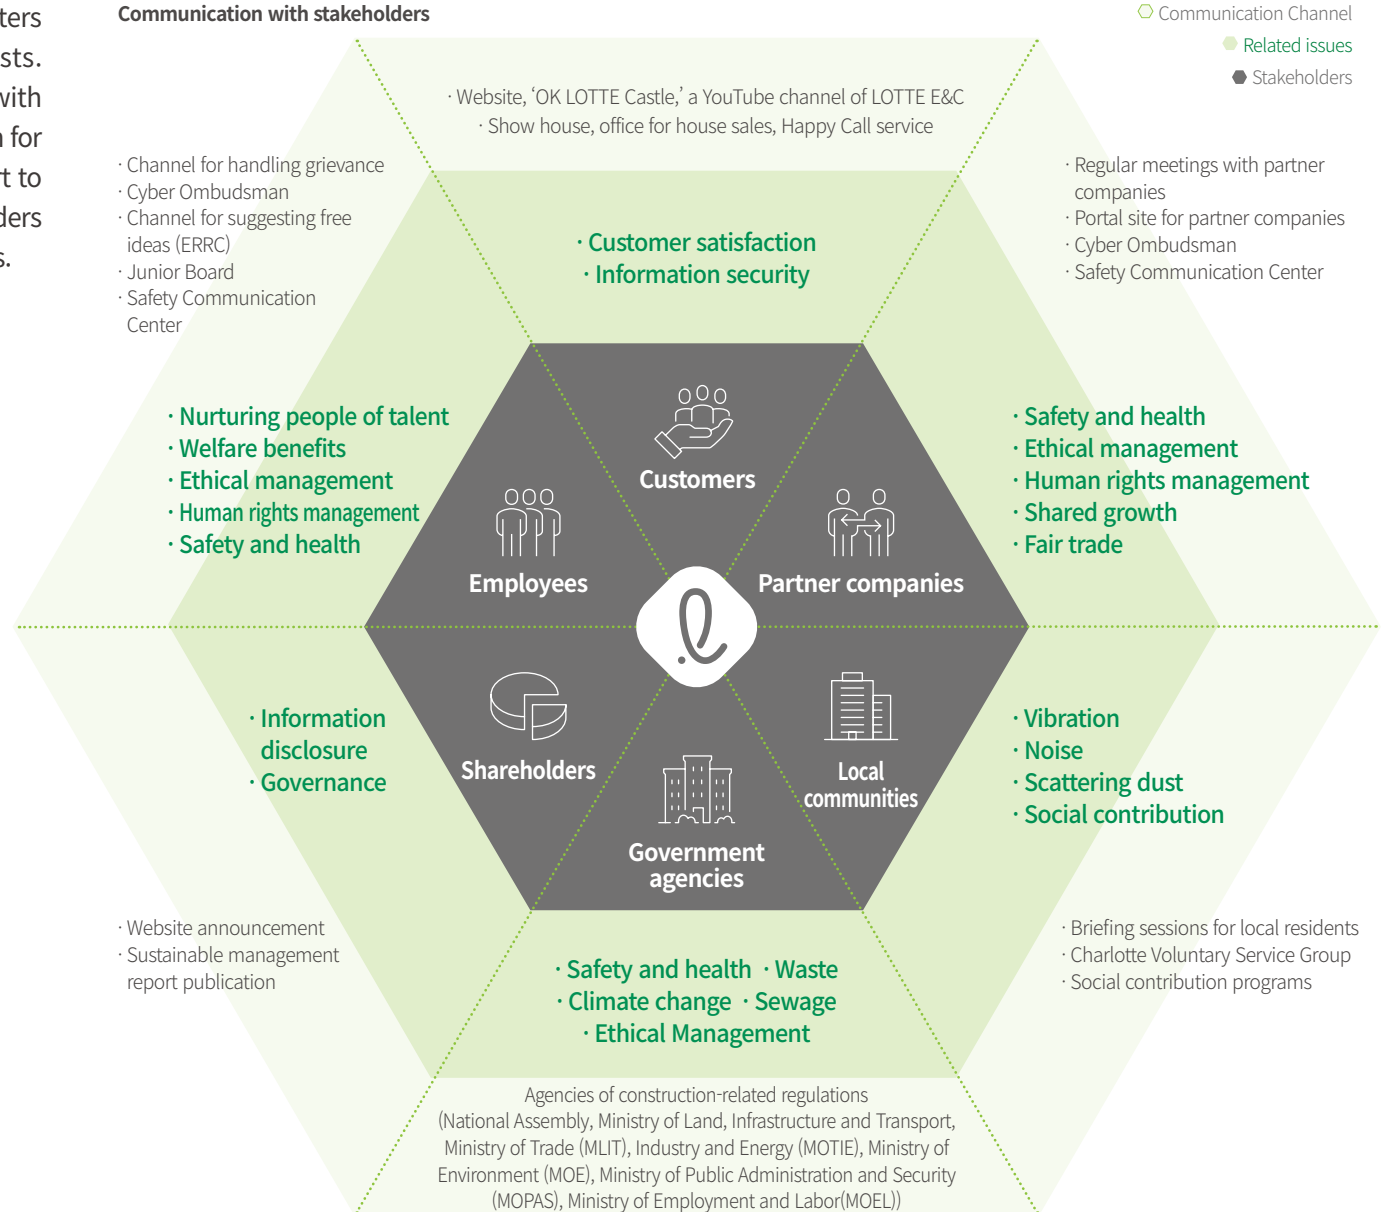 Communication with stakeholders
Communication Channel
Related issues
Stakeholders
sts.
with
for
to
s.
· Website, ‘OK LOTTE Castle,’ a YouTube channel of LOTTE E&C
· Show house, office for house sales, Happy Call service
· Channel for handling grievance
· Cyber Ombudsman
· Channel for suggesting free
ideas (ERRC)
· Junior Board
· Safety Communication
Center
· Regular meetings with partner
companies
· Portal site for partner companies
· Cyber Ombudsman
· Safety Communication Center
· Customer satisfaction
· Information security
· Nurturing people of talent
· Welfare benefits
· Ethical management
· Human rights management
· Safety and health
· Safety and health
· Ethical management
· Human rights management
· Shared growth
· Fair trade
Customers
Employees
Partner companies
Shareholders
Local
communities
Government
agencies
· Information
disclosure
· Governance
· Vibration
· Noise
· Scattering dust
· Social contribution
· Website announcement
· Sustainable management
report publication
· Briefing sessions for local residents
· Charlotte Voluntary Service Group
· Social contribution programs
· Safety and health · Waste
· Climate change · Sewage
· Ethical Management
Agencies of construction-related regulations
(National Assembly, Ministry of Land, Infrastructure and Transport,
Ministry of Trade (MLIT), Industry and Energy (MOTIE), Ministry of
Environment (MOE), Ministry of Public Administration and Security
(MOPAS), Ministry of Employment and Labor(MOEL))